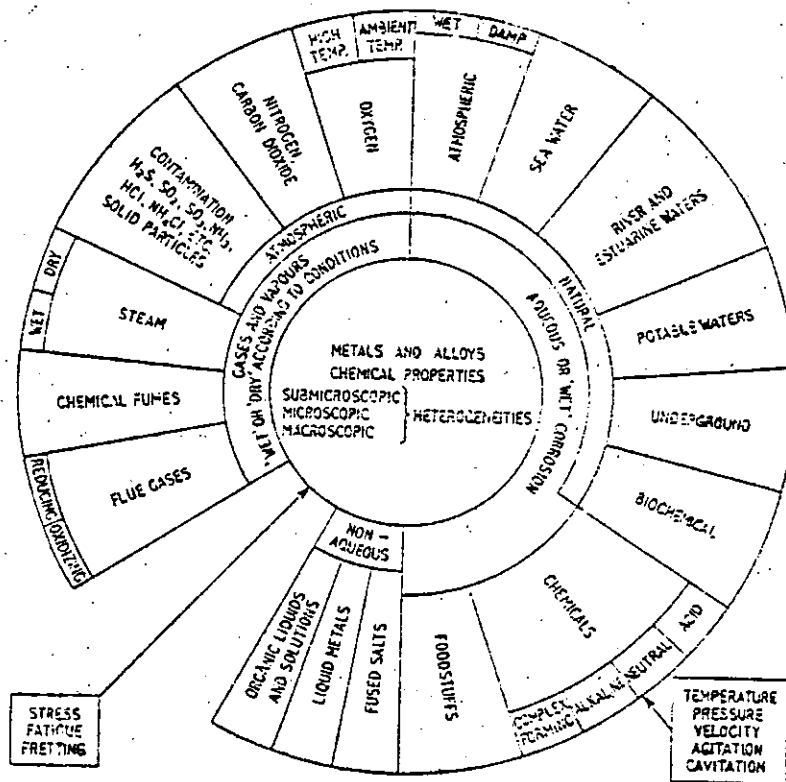 HIGH
TEMP.
AMBIENT
TEMP.
WET
DAMP
NITROGEN,
CARBON DIOXIDE
OXYGEN
ATMOSPHERIC
SEA WATER
CONTAMINATION
H₂S, SO₂, SO₃, NH₃,
HCl, NH₄Cl, ETC.
SOLID PARTICLES
RIVER AND
ESTUARINE WATERS
ATMOSPHERIC
NATURAL
GASES AND VAPOURS
'WET' OR 'DRY' ACCORDING TO CONDITIONS
AQUEOUS OR 'WET' CORROSION
DRY
WET
STEAM
POTABLE WATERS
METALS AND ALLOYS
CHEMICAL PROPERTIES
SUBMICROSCOPIC
MICROSCOPIC
MACROSCOPIC
HETEROGENEITIES
CHEMICAL FUMES
UNDERGROUND
FLUE GASES
REDUCING
OXIDIZING
BIOCHEMICAL
NON-
AQUEOUS
ORGANIC LIQUIDS
AND SOLUTIONS
LIQUID METALS
FUSED SALTS
FOODSTUFFS
CHEMICALS
COMPLEX
FORMING
ALKALINE
NEUTRAL
ACID
STRESS
FATIGUE
FRETTING
TEMPERATURE
PRESSURE
VELOCITY
AGITATION
CAVITATION